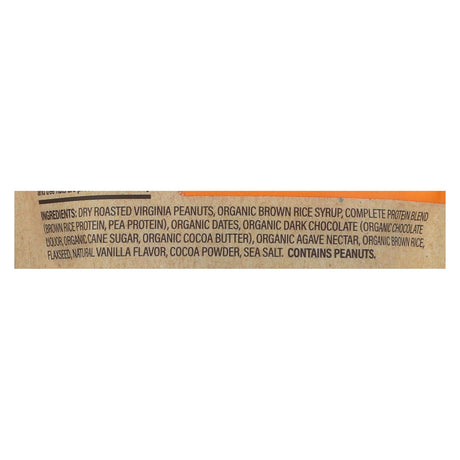 INGREDIENTS: DRY ROASTED VIRGINIA PEANUTS, ORGANIC BROWN RICE SYRUP, COMPLETE PROTEIN BLEND
(BROWN RICE PROTEIN, PEA PROTEIN), ORGANIC DATES, ORGANIC DARK CHOCOLATE (ORGANIC CHOCOLATE
LIQUOR, ORGANIC CANE SUGAR, ORGANIC COCOA BUTTER), ORGANIC AGAVE NECTAR, ORGANIC BROWN RICE,
FLAXSEED, NATURAL VANILLA FLAVOR, COCOA POWDER, SEA SALT. CONTAINS PEANUTS.